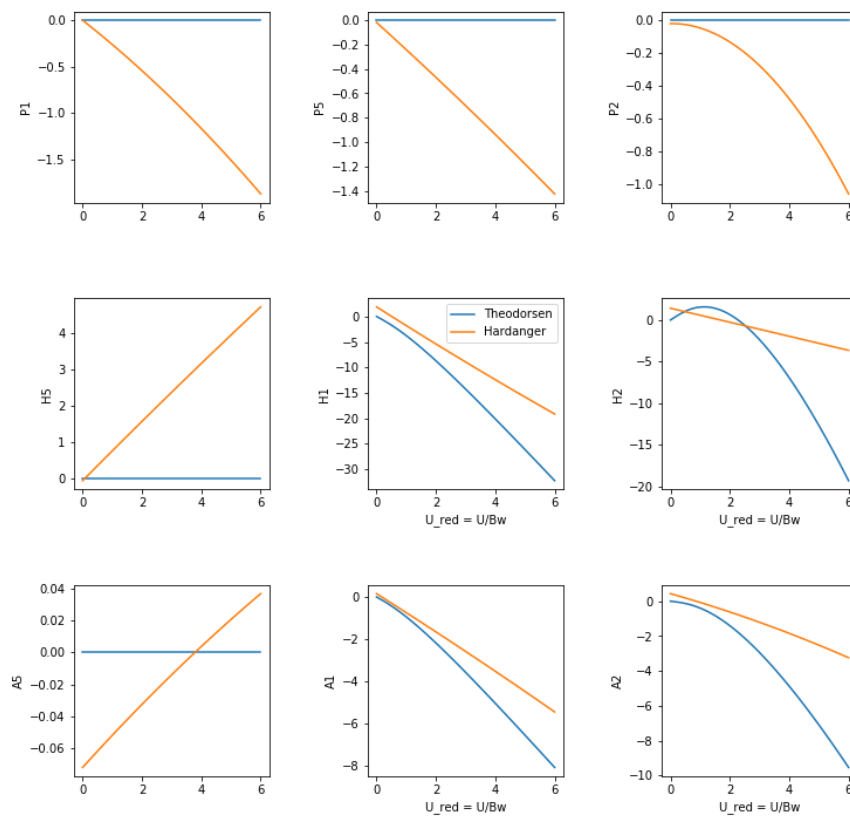 0.0
−0.5
−1.0
−1.5
P1
0 2 4 6
0.0
−0.2
−0.4
−0.6
−0.8
−1.0
−1.2
−1.4
P5
0 2 4 6
0.0
−0.2
−0.4
−0.6
−0.8
−1.0
P2
0 2 4 6
4
3
2
1
0
H5
0 2 4 6
0
−5
−10
−15
−20
−25
−30
H1
Theodorsen
Hardanger
0 2 4 6
U_red = U/Bw
0
−5
−10
−15
−20
H2
0 2 4 6
U_red = U/Bw
0.04
0.02
0.00
−0.02
−0.04
−0.06
A5
0 2 4 6
0
−2
−4
−6
−8
A1
0 2 4 6
U_red = U/Bw
0
−2
−4
−6
−8
−10
A2
0 2 4 6
U_red = U/Bw